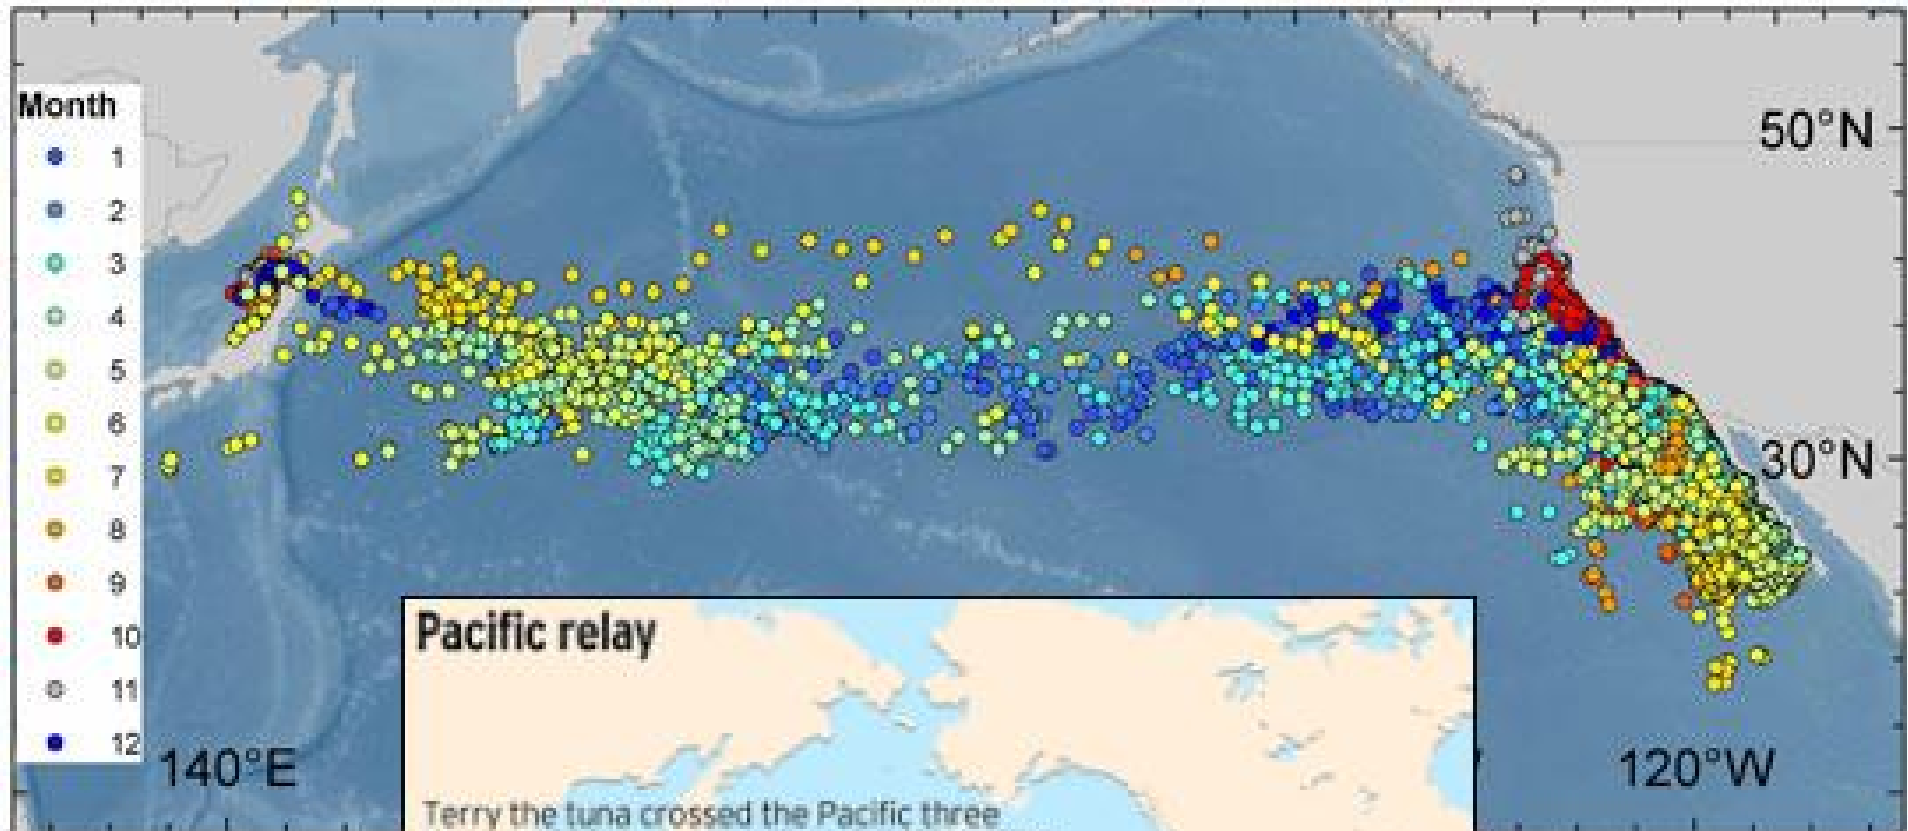 Month
1
2
3
4
5
6
7
8
9
10
11
12
50°N
30°N
140°E
120°W
Pacific relay
Terry the tuna crossed the Pacific three